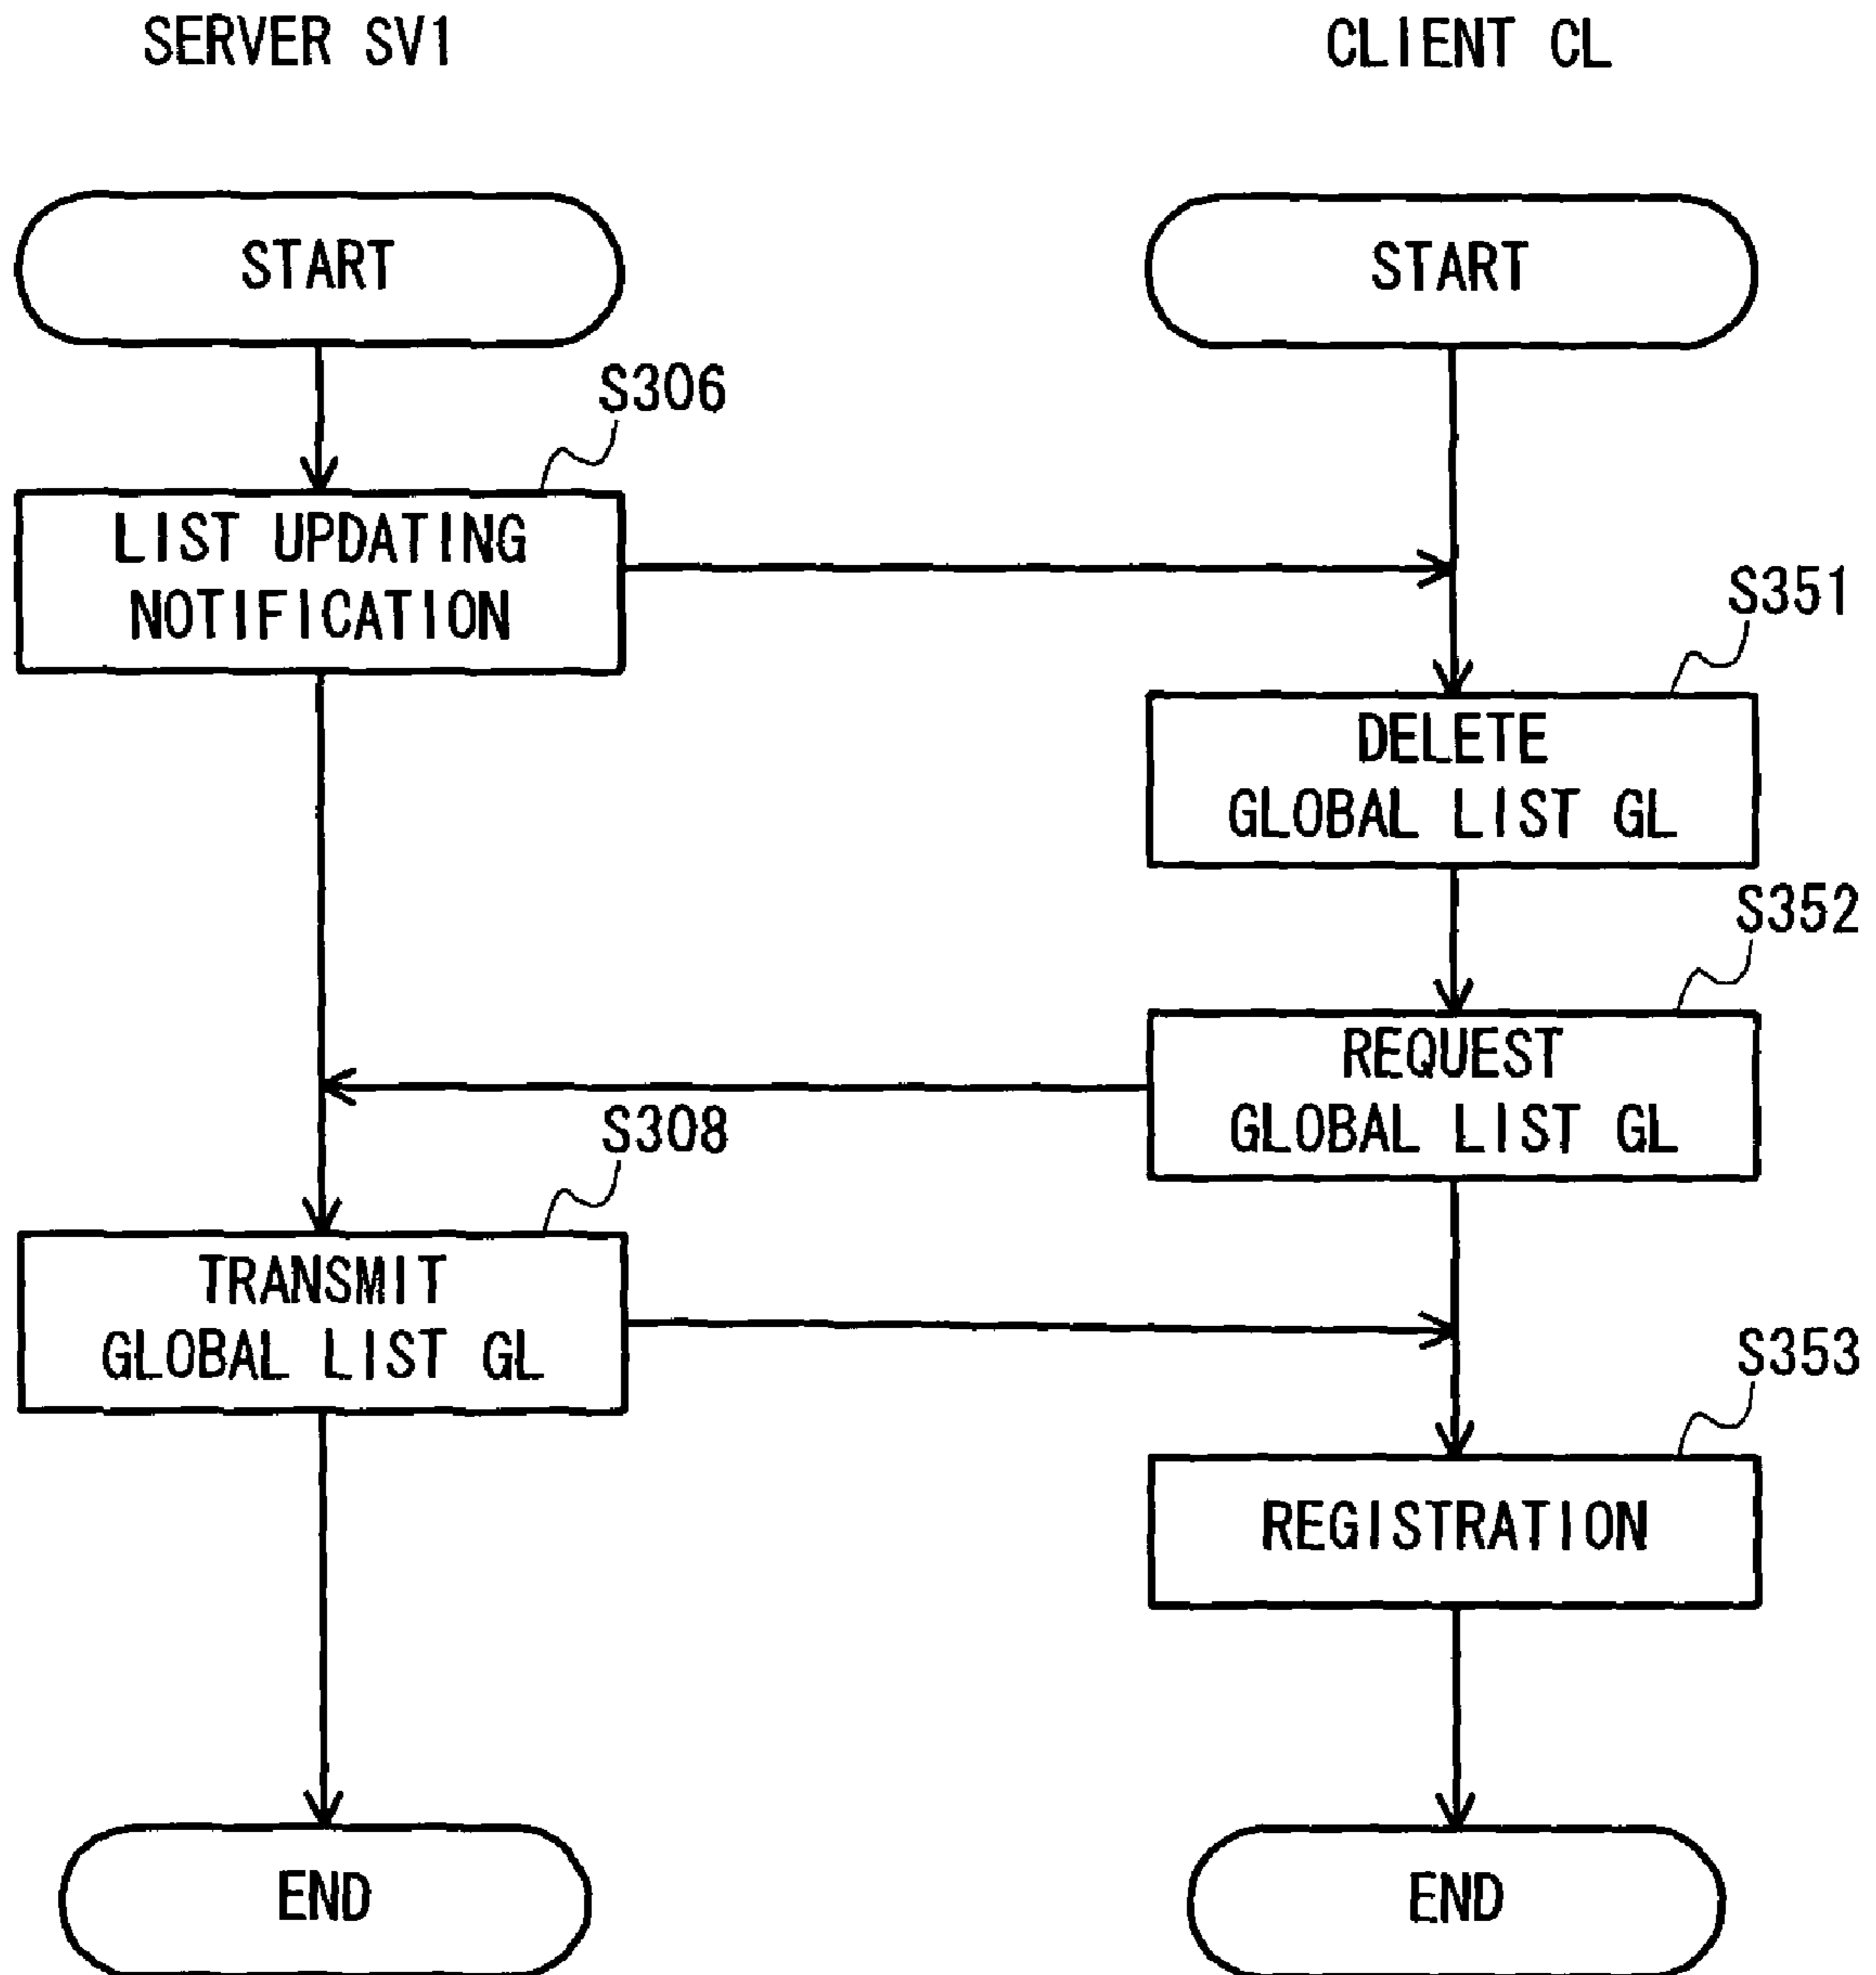 SERVER SV1
CLIENT CL
START
START
S306
LIST UPDATING
NOTIFICATION
S351
DELETE
GLOBAL LIST GL
S352
REQUEST
GLOBAL LIST GL
S308
TRANSMIT
GLOBAL LIST GL
S353
REGISTRATION
END
END